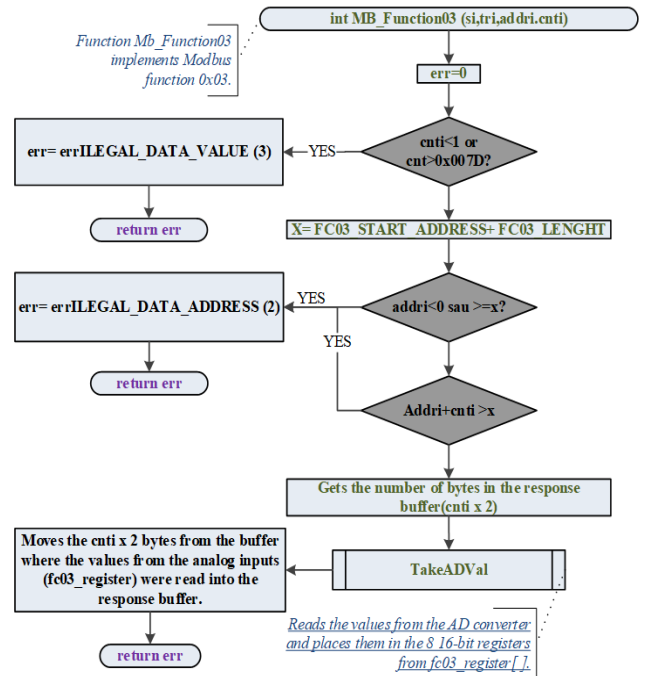 int MB_Function03 (si,tri,addri.cnti)
Function Mb_Function03
implements Modbus
function 0x03.
err=0
cnti<1 or
cnt>0x007D?
YES
err= errILEGAL_DATA_VALUE (3)
return err
X= FC03_START_ADDRESS+ FC03_LENGHT
addri<0 sau >=x?
YES
err= errILEGAL_DATA_ADDRESS (2)
YES
return err
Addri+cnti >x
Gets the number of bytes in the response
buffer(cnti x 2)
TakeADVal
Moves the cnti x 2 bytes from the buffer
where the values from the analog inputs
(fc03_register) were read into the
response buffer.
Reads the values from the AD converter
and places them in the 8 16-bit registers
from fc03_register[ ].
return err